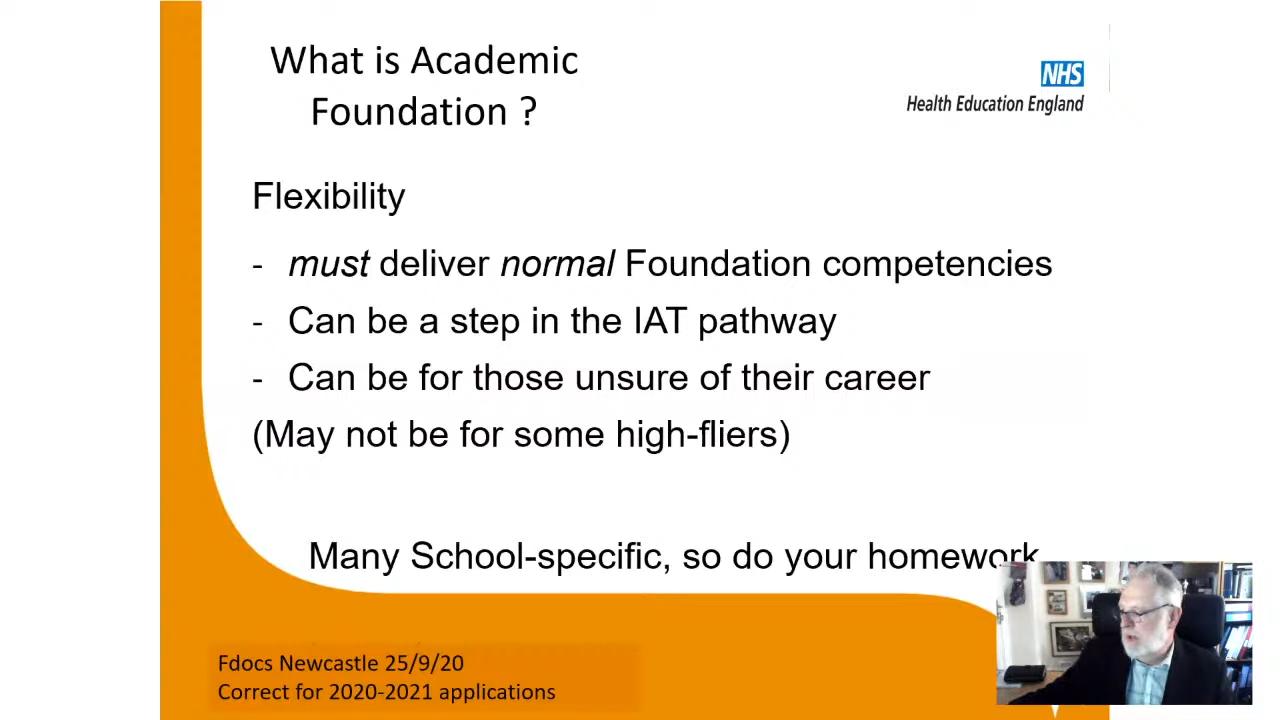 What is Academic
Foundation ?
NHS
Health Education England
Flexibility
- must deliver normal Foundation competencies
- Can be a step in the IAT pathway
- Can be for those unsure of their career
(May not be for some high-fliers)
Many School-specific, so do your homework
Fdocs Newcastle 25/9/20
Correct for 2020-2021 applications